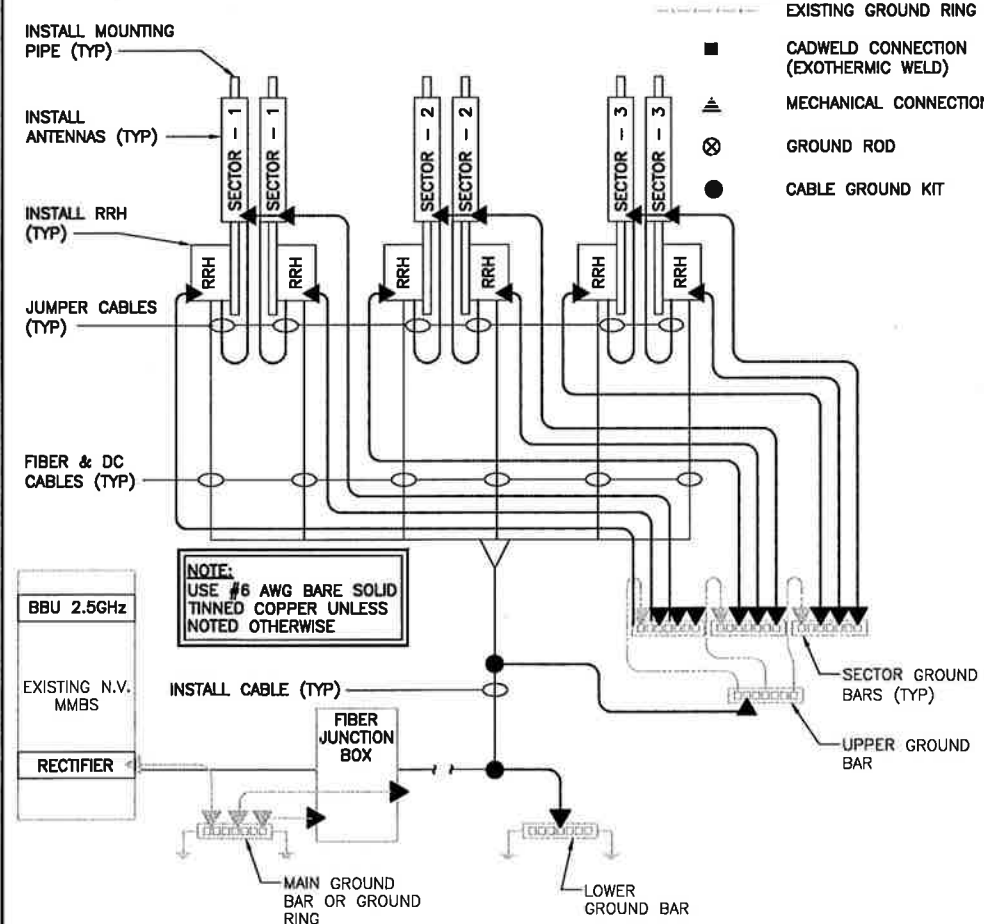 EXISTING GROUND RING
CADWELD CONNECTION
(EXOTHERMIC WELD)
MECHANICAL CONNECTION
GROUND ROD
CABLE GROUND KIT
INSTALL MOUNTING
PIPE (TYP)
INSTALL
ANTENNAS (TYP)
INSTALL RRH
(TYP)
JUMPER CABLES
(TYP)
FIBER & DC
CABLES (TYP)
SECTOR - 1
SECTOR - 1
SECTOR - 2
SECTOR - 2
SECTOR - 3
SECTOR - 3
RRH
RRH
RRH
RRH
RRH
RRH
NOTE:
USE #6 AWG BARE SOLID
TINNED COPPER UNLESS
NOTED OTHERWISE
BBU 2.5GHz
EXISTING N.V.
MMBS
RECTIFIER
INSTALL CABLE (TYP)
FIBER
JUNCTION
BOX
SECTOR GROUND
BARS (TYP)
UPPER GROUND
BAR
MAIN GROUND
BAR OR GROUND
RING
LOWER
GROUND BAR